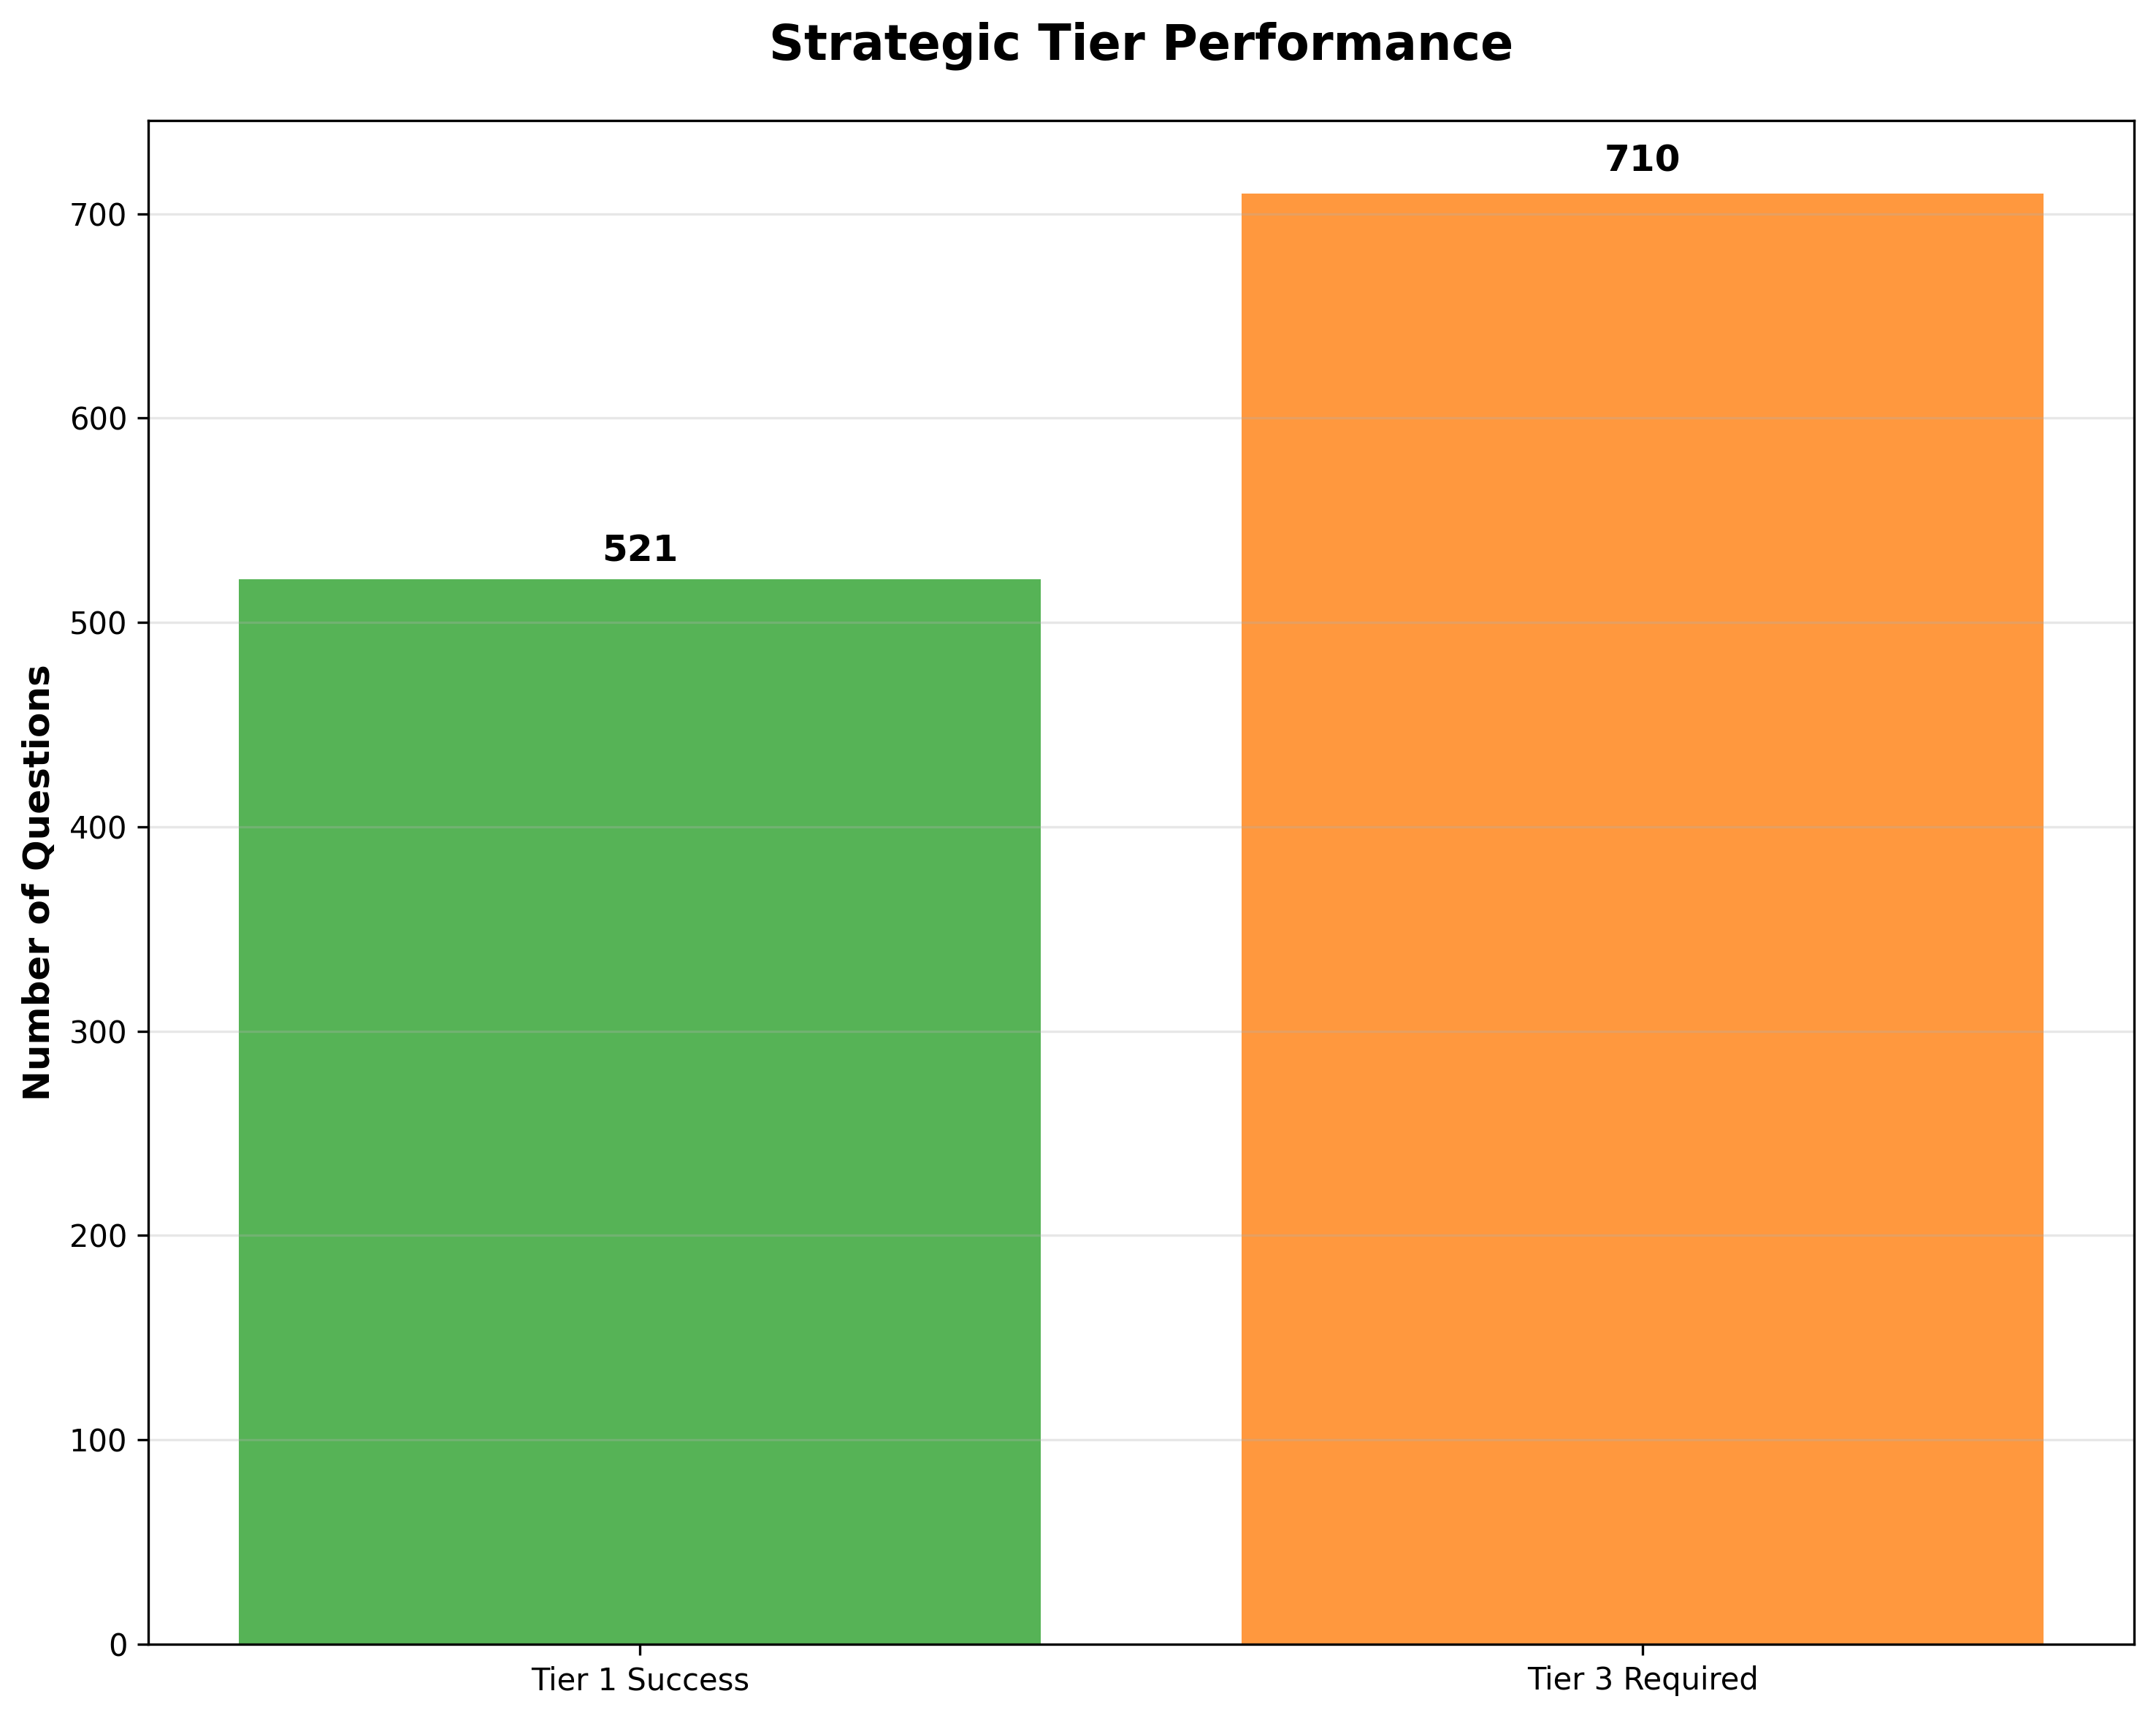 Strategic Tier Performance
Number of Questions
700
600
500
400
300
200
100
0
521
710
Tier 1 Success
Tier 3 Required